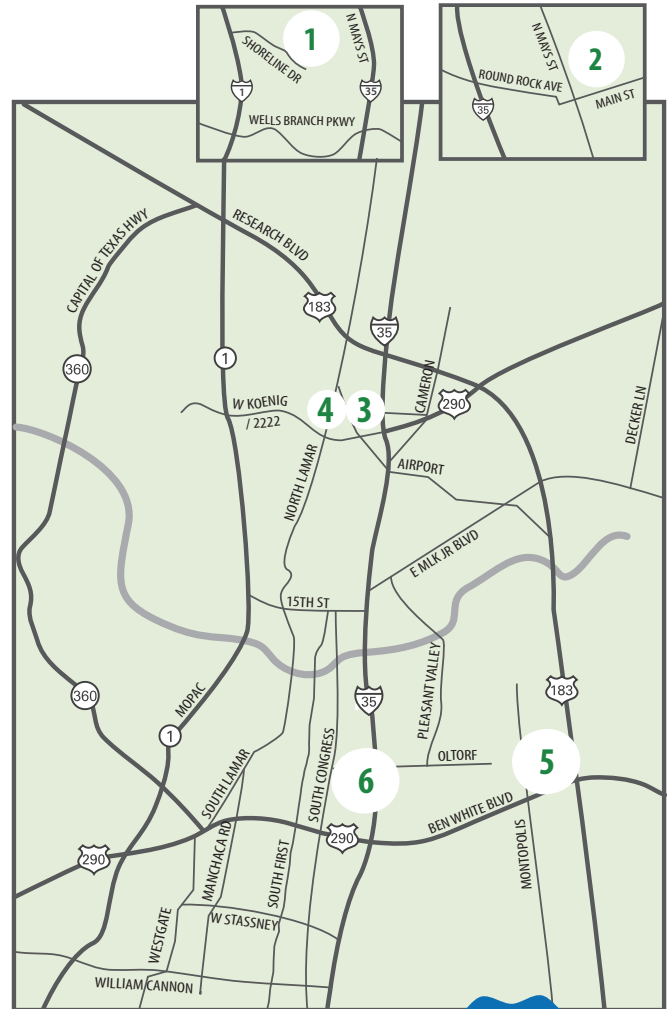 1
N MAYS ST
SHORELINE DR
1
35
WELLS BRANCH PKWY
N MAYS ST
2
ROUND ROCK AVE
MAIN ST
35
CAPITAL OF TEXAS HWY
RESEARCH BLVD
183
35
360
1
CAMERON
290
DECKER LN
W KOENIG
/ 2222
4
3
NORTH LAMAR
AIRPORT
E MLK JR BLVD
15TH ST
PLEASANT VALLEY
360
MOPAC
1
35
183
SOUTH LAMAR
SOUTH CONGRESS
OLTORF
5
6
MANCHACA RD
290
BEN WHITE BLVD
290
SOUTH FIRST
MONTOPOLIS
WESTGATE
W STASSNEY
WILLIAM CANNON